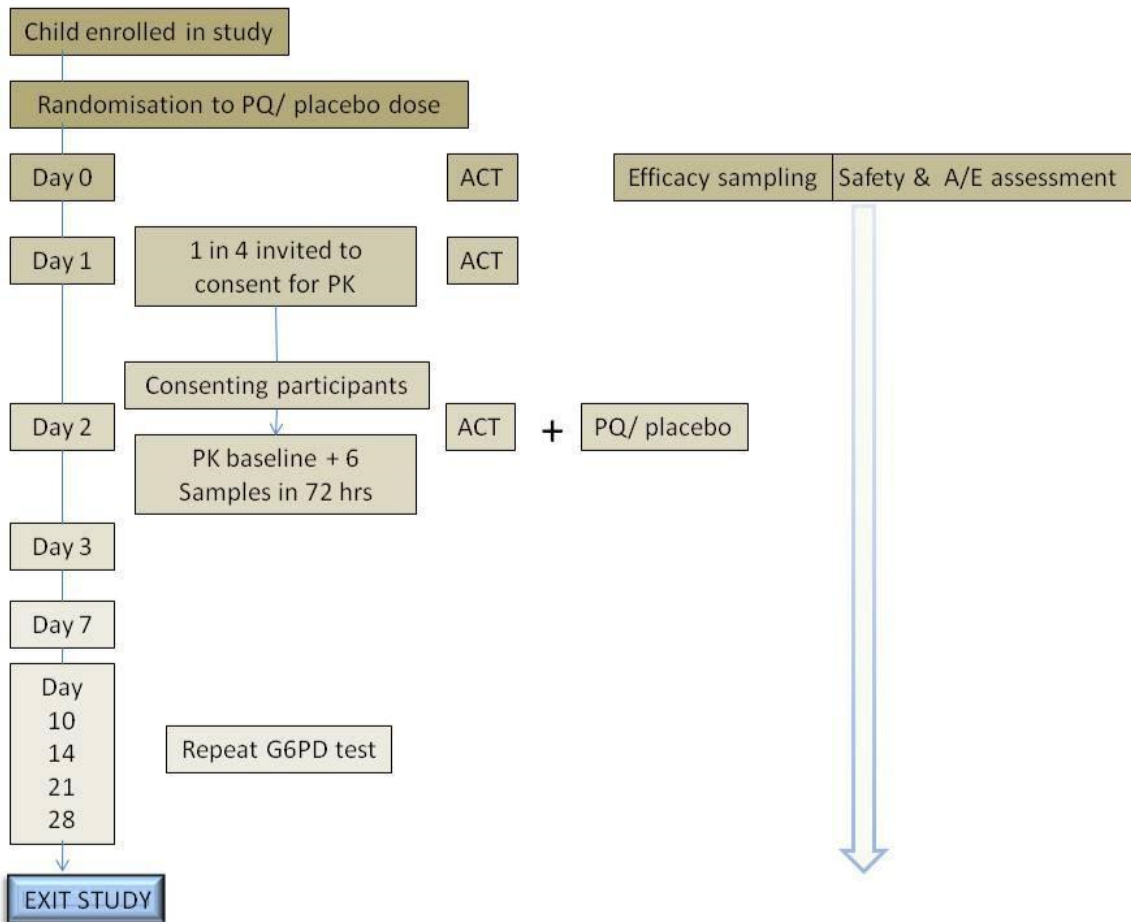 Child enrolled in study
Randomisation to PQ/ placebo dose
Day 0
ACT
Efficacy sampling
Safety & A/E assessment
Day 1
1 in 4 invited to
consent for PK
ACT
Consenting participants
Day 2
ACT
+
PQ/ placebo
PK baseline + 6
Samples in 72 hrs
Day 3
Day 7
Day
10
14
21
28
Repeat G6PD test
EXIT STUDY